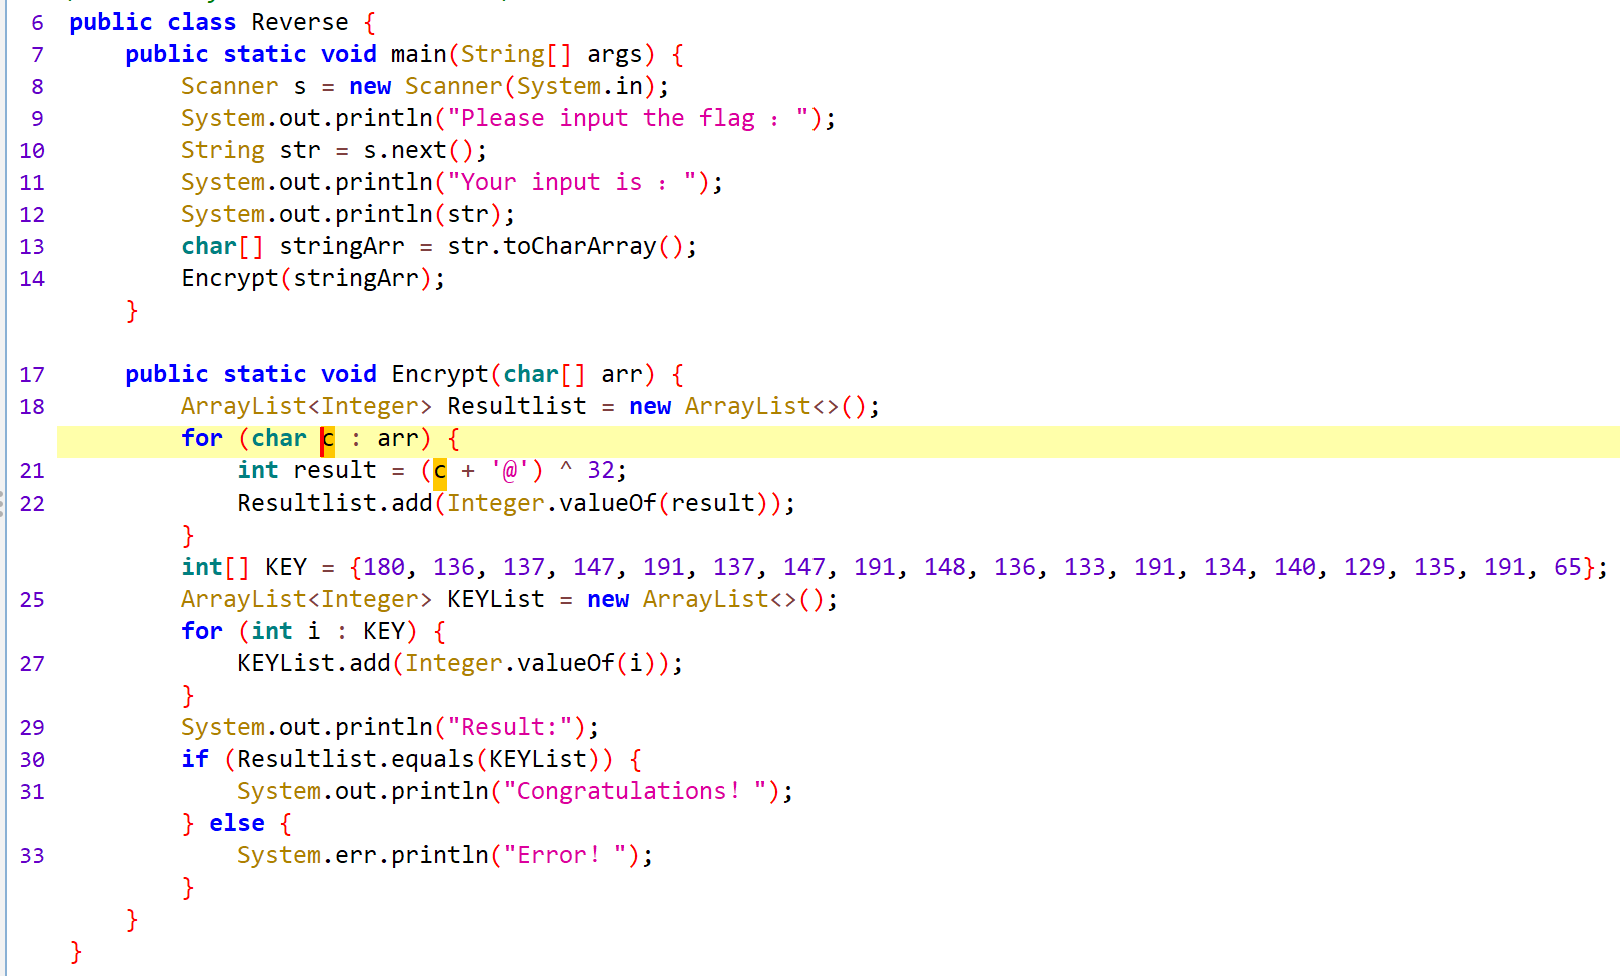 6 public class Reverse {
7 public static void main(String[] args) {
8 Scanner s = new Scanner(System.in);
9 System.out.println("Please input the flag ：");
10 String str = s.next();
11 System.out.println("Your input is ：");
12 System.out.println(str);
13 char[] stringArr = str.toCharArray();
14 Encrypt(stringArr);
}
17 public static void Encrypt(char[] arr) {
18 ArrayList<Integer> Resultlist = new ArrayList<>();
for (char c : arr) {
21 int result = (c + '@') ^ 32;
22 Resultlist.add(Integer.valueOf(result));
}
int[] KEY = {180, 136, 137, 147, 191, 137, 147, 191, 148, 136, 133, 191, 134, 140, 129, 135, 191, 65};
25 ArrayList<Integer> KEYList = new ArrayList<>();
for (int i : KEY) {
27 KEYList.add(Integer.valueOf(i));
}
29 System.out.println("Result:");
30 if (Resultlist.equals(KEYList)) {
31 System.out.println("Congratulations！");
} else {
33 System.err.println("Error！");
}
}
}